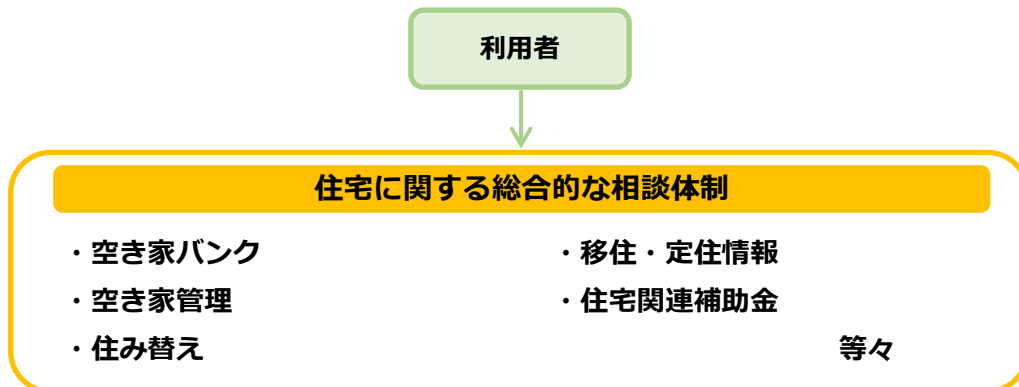 利用者
住宅に関する総合的な相談体制
・空き家バンク
・空き家管理
・住み替え
・移住・定住情報
・住宅関連補助金
等々